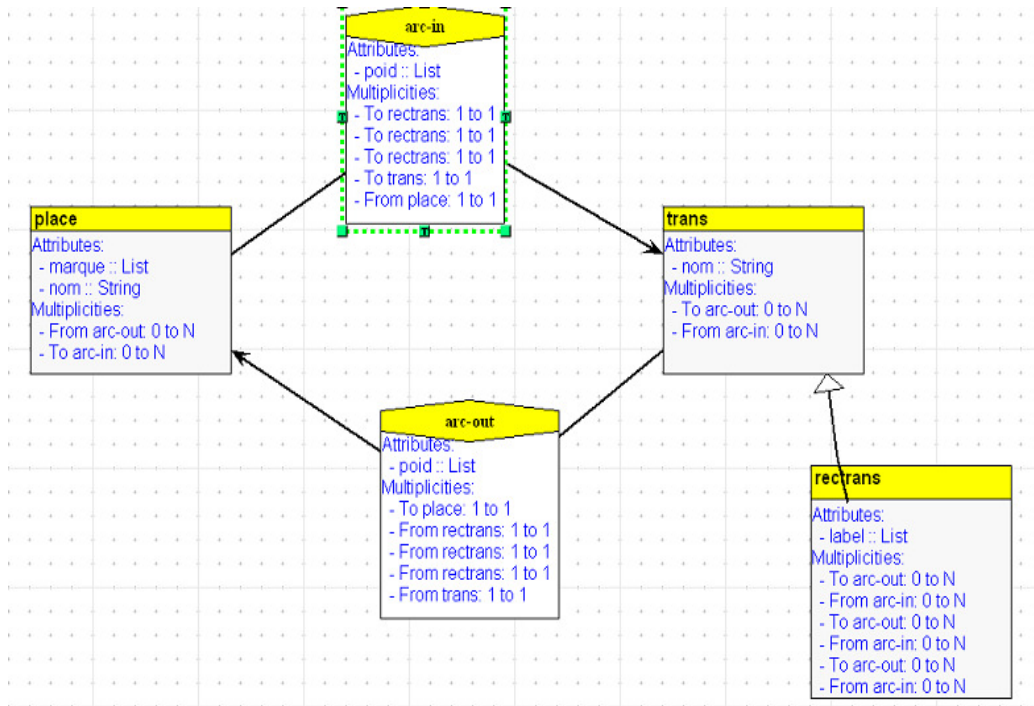 arc-in
Attributes:
- poid :: List
Multiplicities:
- To rectrans: 1 to 1
- To rectrans: 1 to 1
- To rectrans: 1 to 1
- To trans: 1 to 1
- From place: 1 to 1
place
Attributes:
- marque :: List
- nom :: String
Multiplicities:
- From arc-out: 0 to N
- To arc-in: 0 to N
trans
Attributes:
- nom :: String
Multiplicities:
- To arc-out: 0 to N
- From arc-in: 0 to N
arc-out
Attributes:
- poid :: List
Multiplicities:
- To place: 1 to 1
- From rectrans: 1 to 1
- From rectrans: 1 to 1
- From rectrans: 1 to 1
- From trans: 1 to 1
rectrans
Attributes:
- label :: List
Multiplicities:
- To arc-out: 0 to N
- From arc-in: 0 to N
- To arc-out: 0 to N
- From arc-in: 0 to N
- To arc-out: 0 to N
- From arc-in: 0 to N